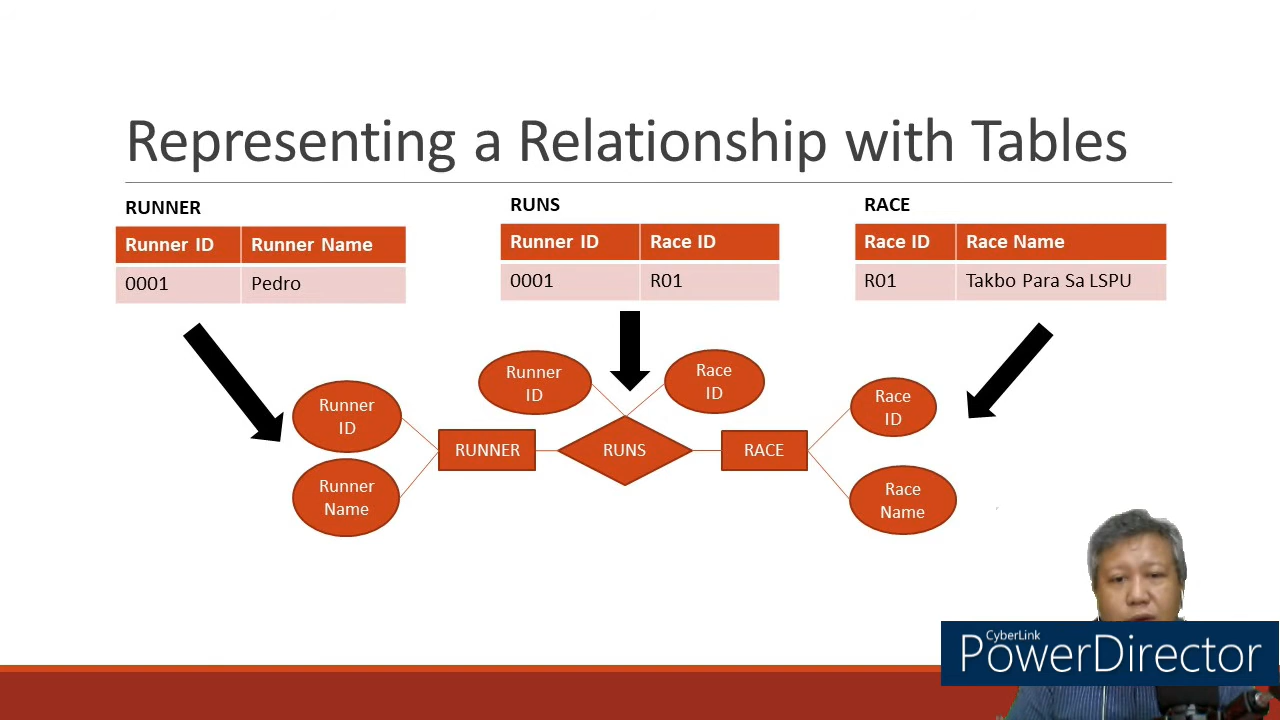 Representing a Relationship with Tables
RUNNER
Runner ID Runner Name
0001 Pedro
RUNS
Runner ID Race ID
0001 R01
RACE
Race ID Race Name
R01 Takbo Para Sa LSPU
Runner
ID
Runner
Name
RUNNER
Runner
ID
Race
ID
RUNS
RACE
Race
ID
Race
Name
CyberLink
PowerDirector